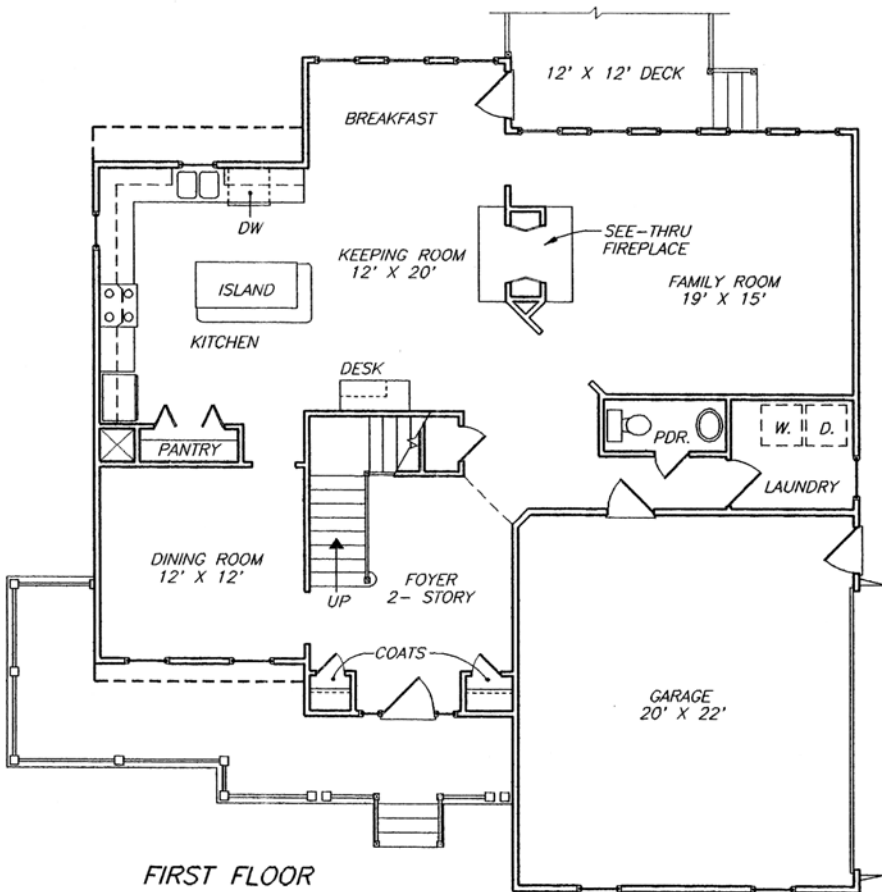 12' X 12' DECK
BREAKFAST
DW
KEEPING ROOM
12' X 20'
SEE-THRU
FIREPLACE
ISLAND
FAMILY ROOM
19' X 15'
KITCHEN
DESK
PANTRY
PDR.
W.
D.
LAUNDRY
DINING ROOM
12' X 12'
UP
FOYER
2- STORY
COATS
GARAGE
20' X 22'
FIRST FLOOR